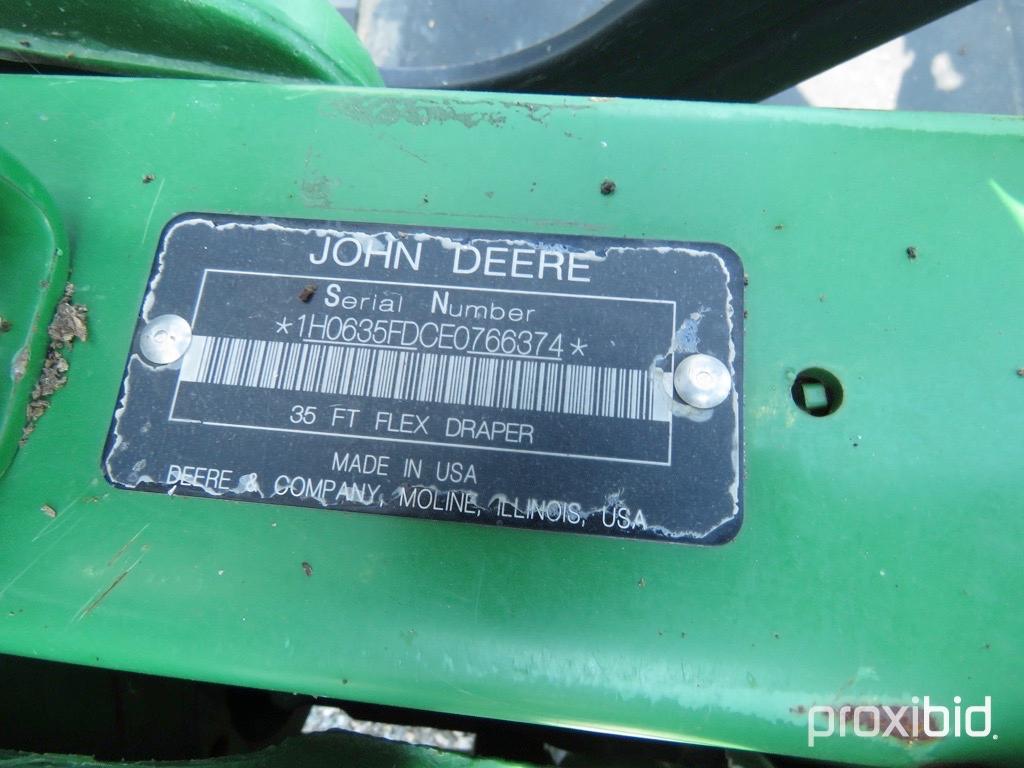 JOHN DEERE
Serial Number
*1H0635FDCE0766374*
35 FT FLEX DRAPER
MADE IN USA
DEERE & COMPANY, MOLINE, ILLINOIS, USA
proxibid.